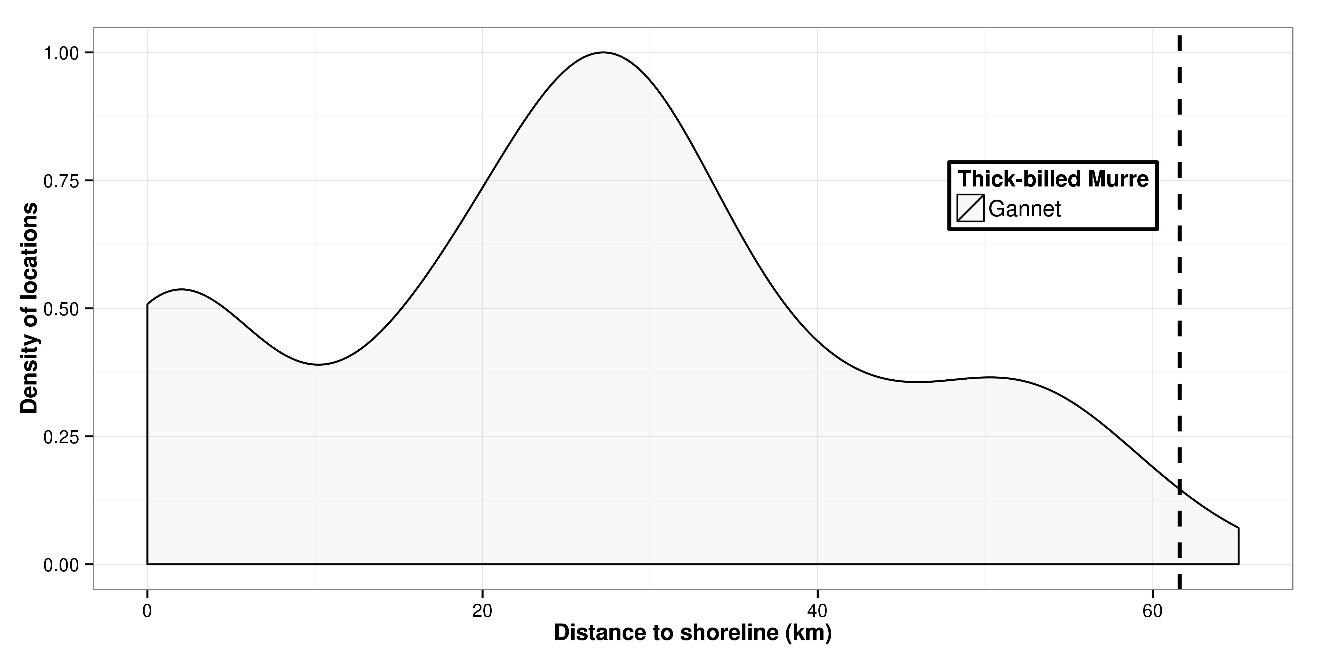 Density of locations
1.00
0.75
0.50
0.25
0.00
Thick-billed Murre
Gannet
0 20 40 60
Distance to shoreline (km)